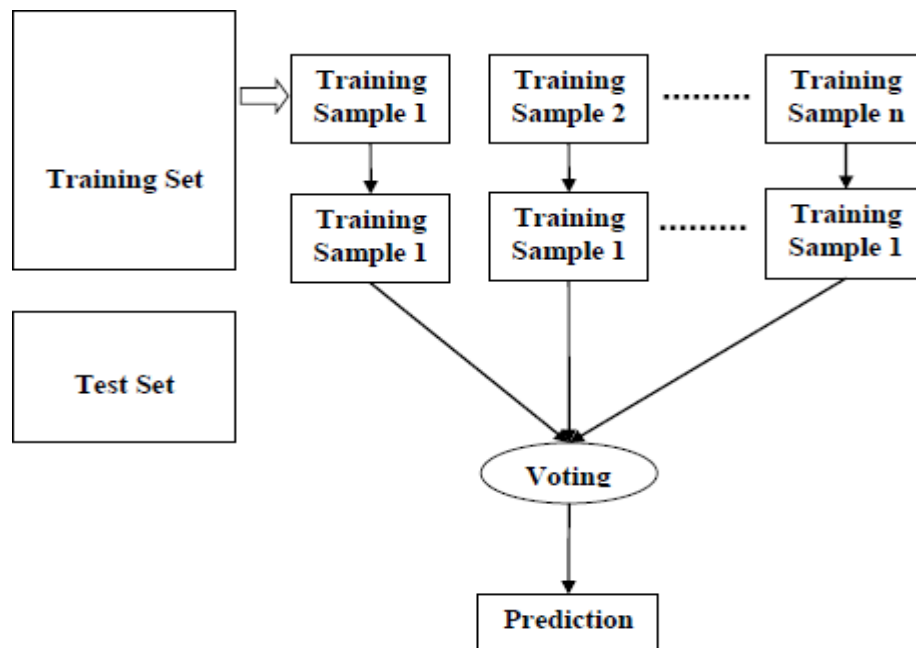 Training Set
Training
Sample 1
Training
Sample 2
Training
Sample n
Training
Sample 1
Training
Sample 1
Training
Sample 1
Test Set
Voting
Prediction